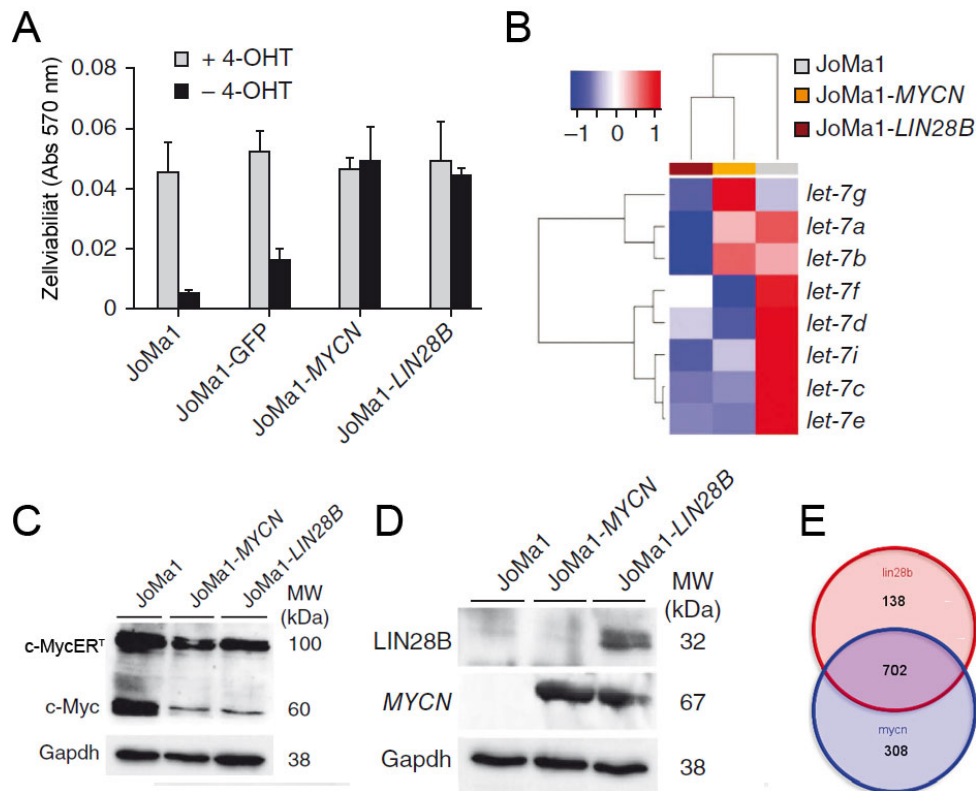 A
+ 4-OHT
– 4-OHT
Zellviabiliät (Abs 570 nm)
0.08
0.06
0.04
0.02
0
JoMa1
JoMa1-GFP
JoMa1-MYCN
JoMa1-LIN28B
B
–1 0 1
JoMa1
JoMa1-MYCN
JoMa1-LIN28B
let-7g
let-7a
let-7b
let-7f
let-7d
let-7i
let-7c
let-7e
C
JoMa1
JoMa1-MYCN
JoMa1-LIN28B
MW
(kDa)
c-MycERᵀ 100
c-Myc 60
Gapdh 38
D
JoMa1
JoMa1-MYCN
JoMa1-LIN28B
MW
(kDa)
LIN28B 32
MYCN 67
Gapdh 38
E
lin28b
138
702
mycn
308